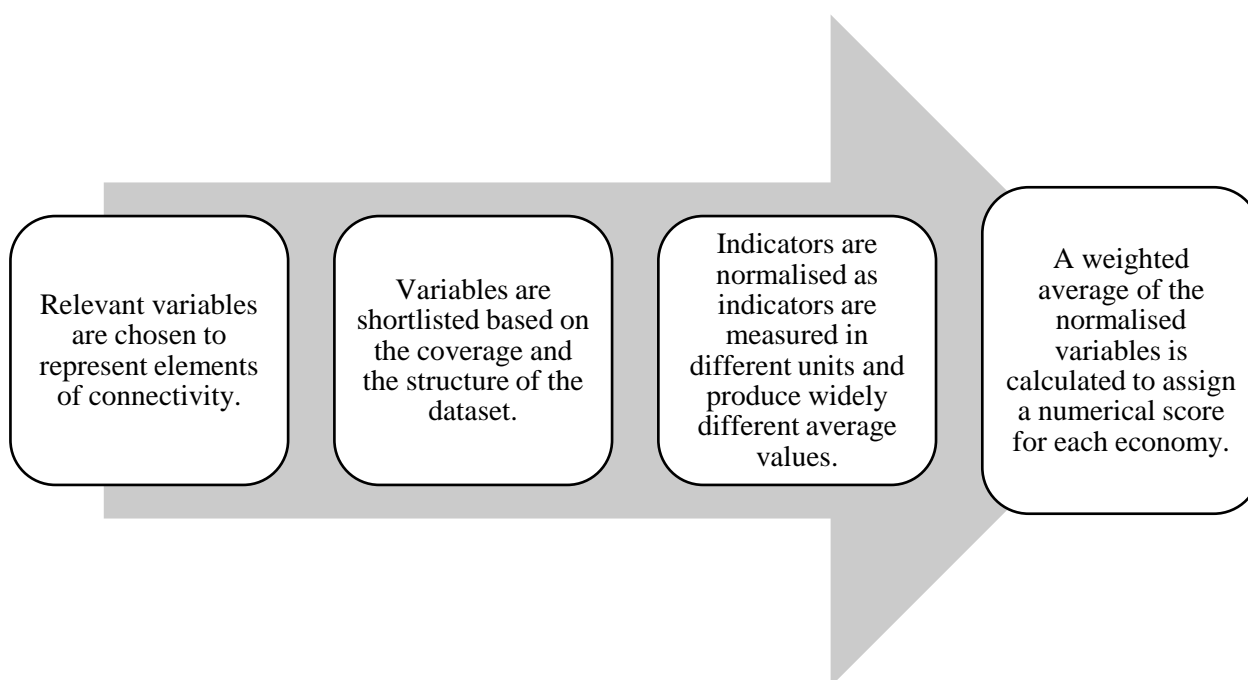 Relevant variables
are chosen to
represent elements
of connectivity.
Variables are
shortlisted based on
the coverage and
the structure of the
dataset.
Indicators are
normalised as
indicators are
measured in
different units and
produce widely
different average
values.
A weighted
average of the
normalised
variables is
calculated to assign
a numerical score
for each economy.